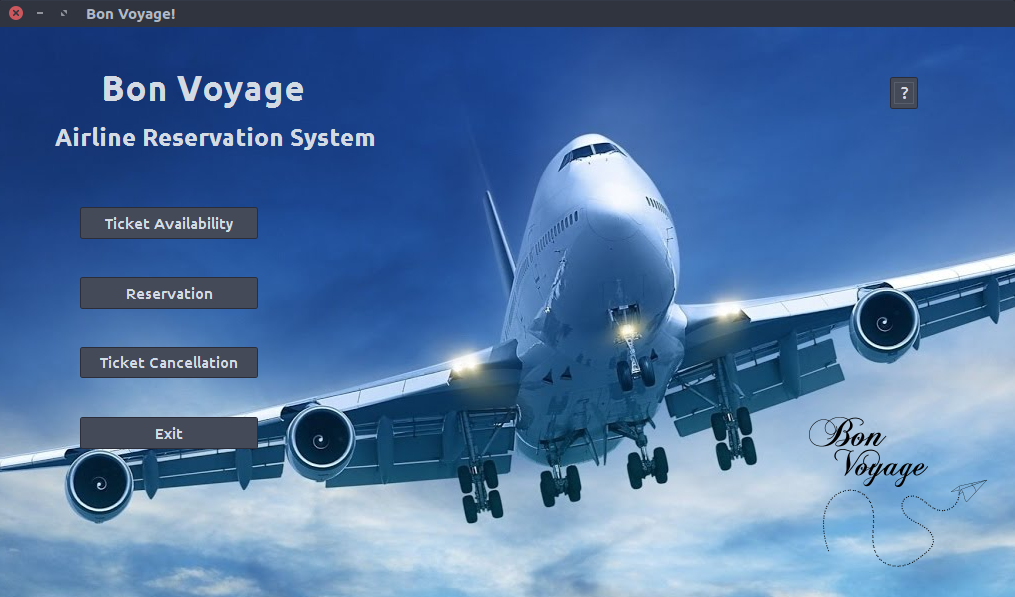 Bon Voyage!
Bon Voyage
?
Airline Reservation System
Ticket Availability
Reservation
Ticket Cancellation
Exit
Bon
Voyage